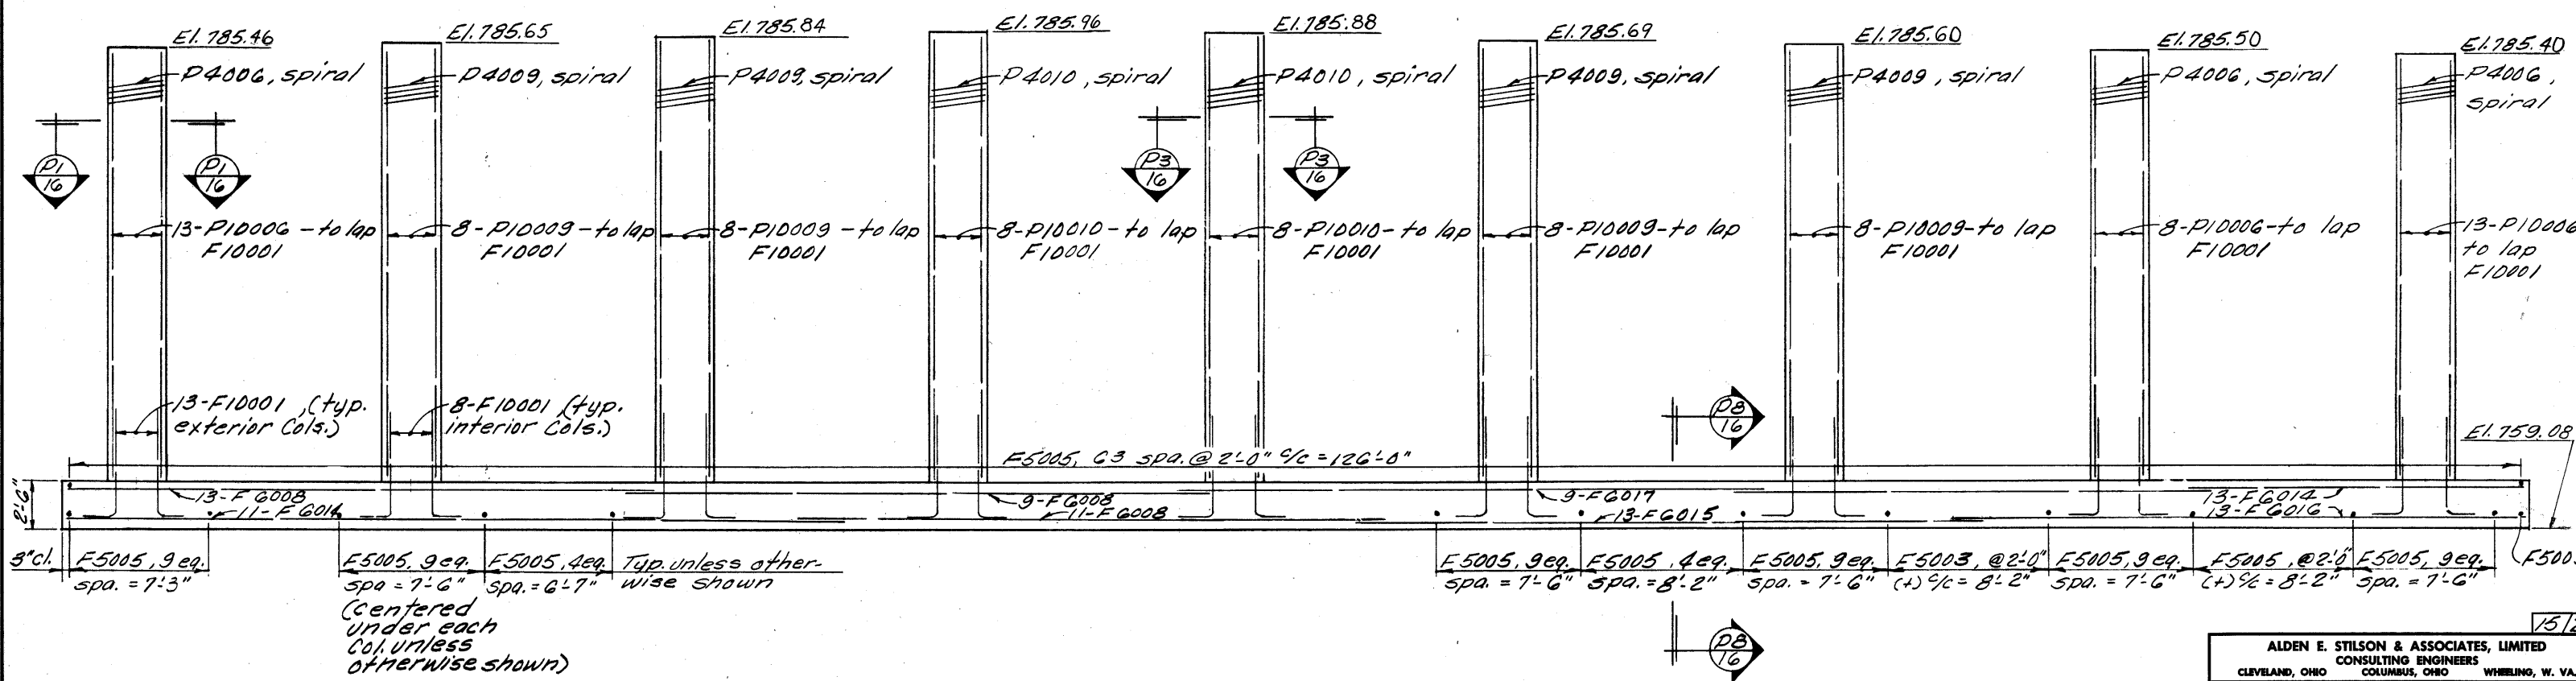 El. 785.46
El. 785.65
El. 785.84
El. 785.96
El. 785.88
El. 785.69
El. 785.60
El. 785.50
El. 785.40
P4006, spiral
P4009, spiral
P4009, spiral
P4010, spiral
P4010, spiral
P4009, spiral
P4009, spiral
P4006, spiral
P4006,
spiral
P1
16
P1
16
P3
16
P3
16
13-P10006 - to lap
F10001
8-P10009 - to lap
F10001
8-P10009 - to lap
F10001
8-P10010 - to lap
F10001
8-P10010 - to lap
F10001
8-P10009 - to lap
F10001
8-P10009 - to lap
F10001
8-P10006 - to lap
F10001
13-P10006
to lap
F10001
13-F10001, (typ.
exterior Cols.)
8-F10001 (typ.
interior Cols.)
P8
16
El. 759.08
F5005, 63 spa. @ 2'-0" c/c = 126'-0"
2'-6"
13-F6008
11-F6014
9-F6008
11-F6008
9-F6017
13-F6015
13-F6014
13-F6016
3"cl.
F5005, 9 eq.
spa. = 7'-3"
F5005, 9 eq.
spa = 7'-6"
(centered
under each
Col. unless
otherwise shown)
F5005, 4 eq.
spa. = 6'-7"
Typ. unless other-
wise shown
F5005, 9 eq.
spa. = 7'-6"
F5005, 4 eq.
spa. = 8'-2"
F5005, 9 eq.
spa. = 7'-6"
F5003, @ 2'-0"
(±) c/c = 8'-2"
F5005, 9 eq.
spa. = 7'-6"
F5005, @ 2'-0"
(±) c/c = 8'-2"
F5005, 9 eq.
spa. = 7'-6"
P8
16
ALDEN E. STILSON & ASSOCIATES, LIMITED
CONSULTING ENGINEERS
CLEVELAND, OHIO COLUMBUS, OHIO WHEELING, W. VA.